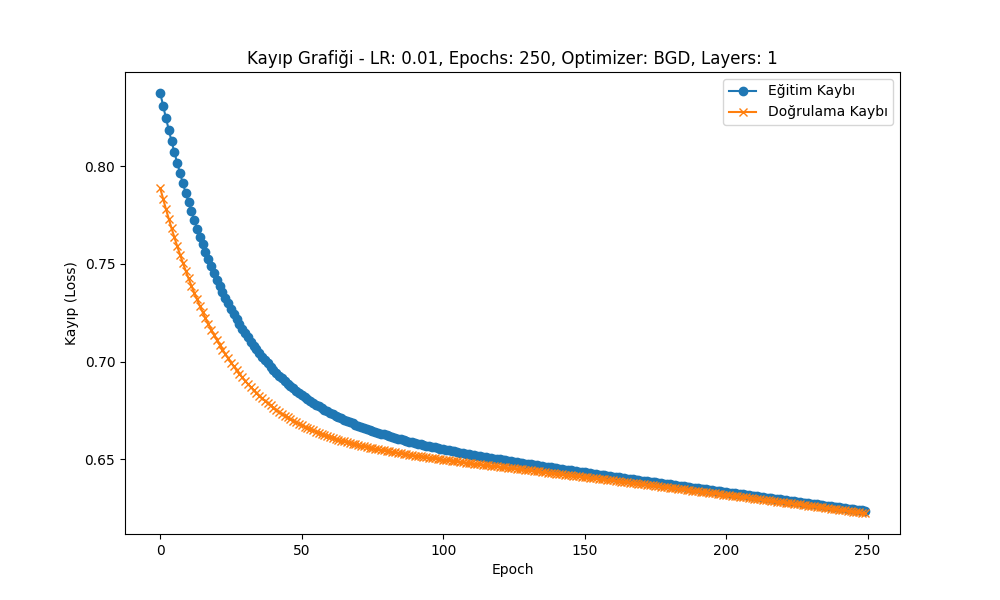 Kayıp Grafiği - LR: 0.01, Epochs: 250, Optimizer: BGD, Layers: 1
Eğitim Kaybı
Doğrulama Kaybı
Kayıp (Loss)
0.80
0.75
0.70
0.65
0
50
100
150
200
250
Epoch